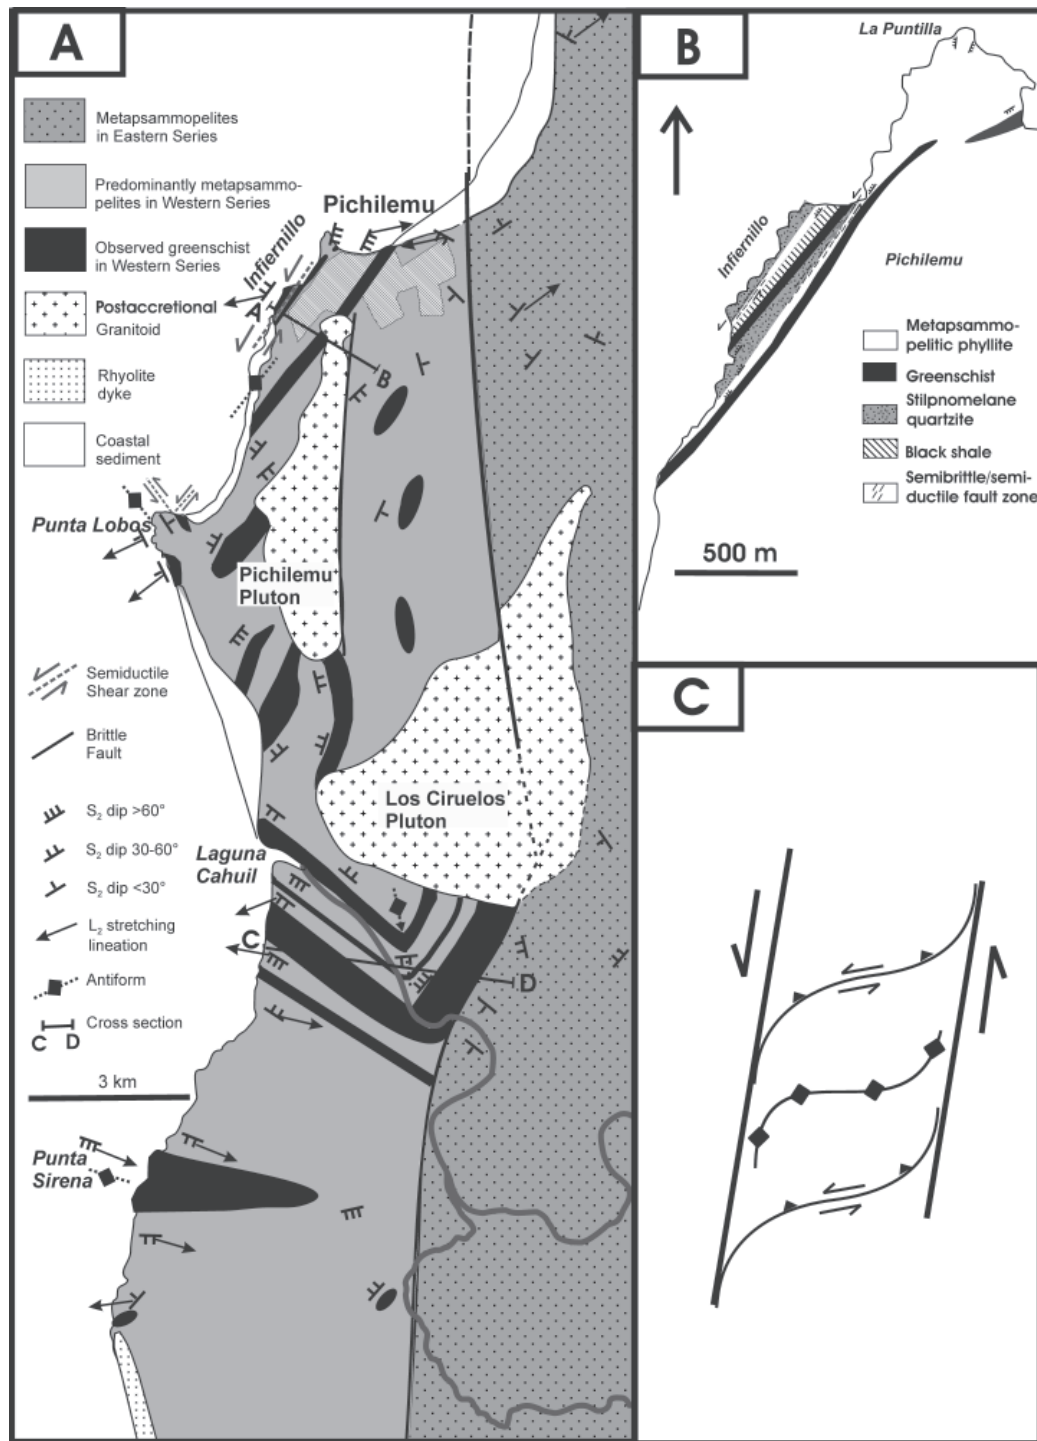 A
Metapsammopelites
in Eastern Series
Predominantly metapsammo-
pelites in Western Series
Observed greenschist
in Western Series
Postaccretional
Granitoid
Rhyolite
dyke
Coastal
sediment
Semiductile
Shear zone
Brittle
Fault
S₂ dip >60°
S₂ dip 30-60°
S₂ dip <30°
L₂ stretching
lineation
Antiform
Cross section
C D
3 km
Pichilemu
Infiernillo
A
B
Punta Lobos
Pichilemu
Pluton
Los Ciruelos
Pluton
Laguna
Cahuil
C
D
Punta
Sirena
B
La Puntilla
Infiernillo
Pichilemu
Metapsammo-
pelitic phyllite
Greenschist
Stilpnomelane
quartzite
Black shale
Semibrittle/semi-
ductile fault zone
500 m
C